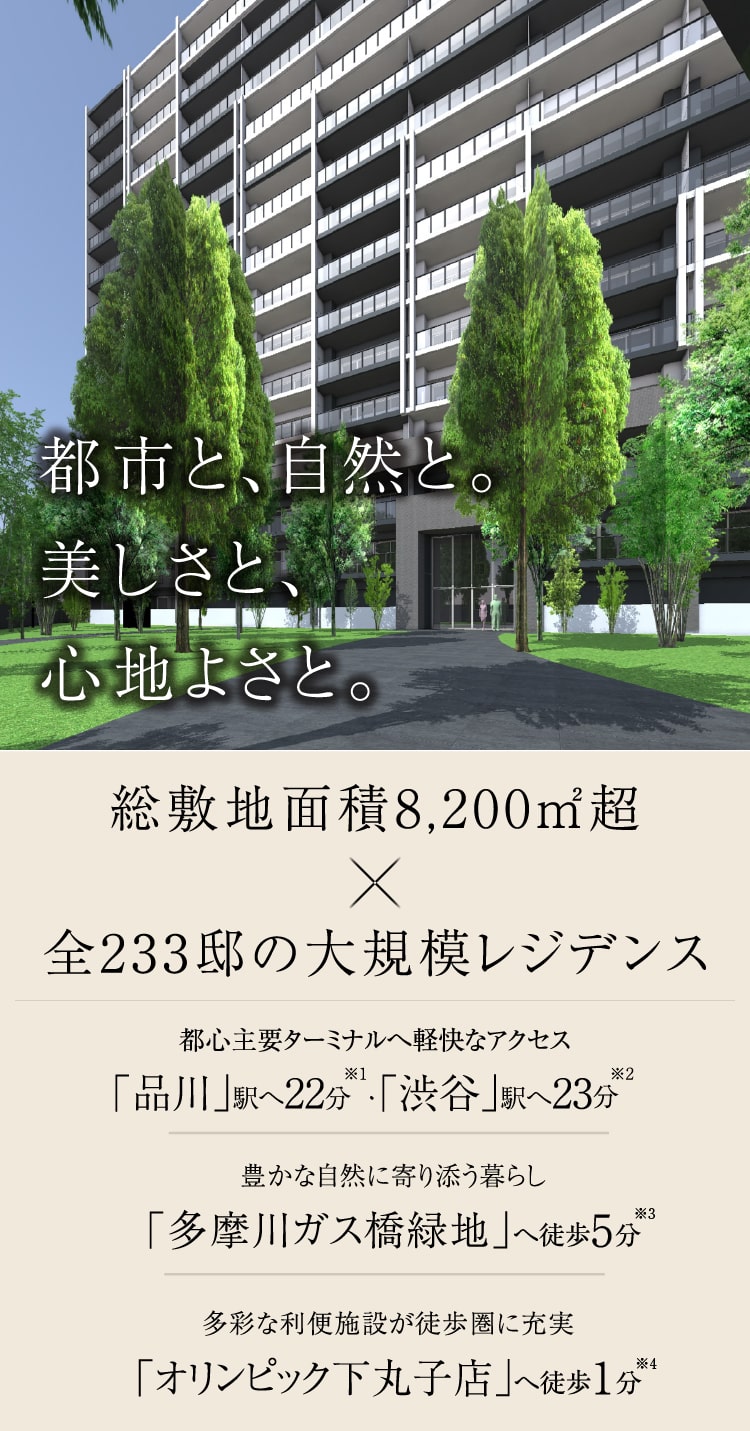 都市と、自然と。
美しさと、
心地よさと。
総敷地面積8,200㎡超
×
全233邸の大規模レジデンス
都心主要ターミナルへ軽快なアクセス
「品川」駅へ22分※1・「渋谷」駅へ23分※2
豊かな自然に寄り添う暮らし
「多摩川ガス橋緑地」へ徒歩5分※3
多彩な利便施設が徒歩圏に充実
「オリンピック下丸子店」へ徒歩1分※4